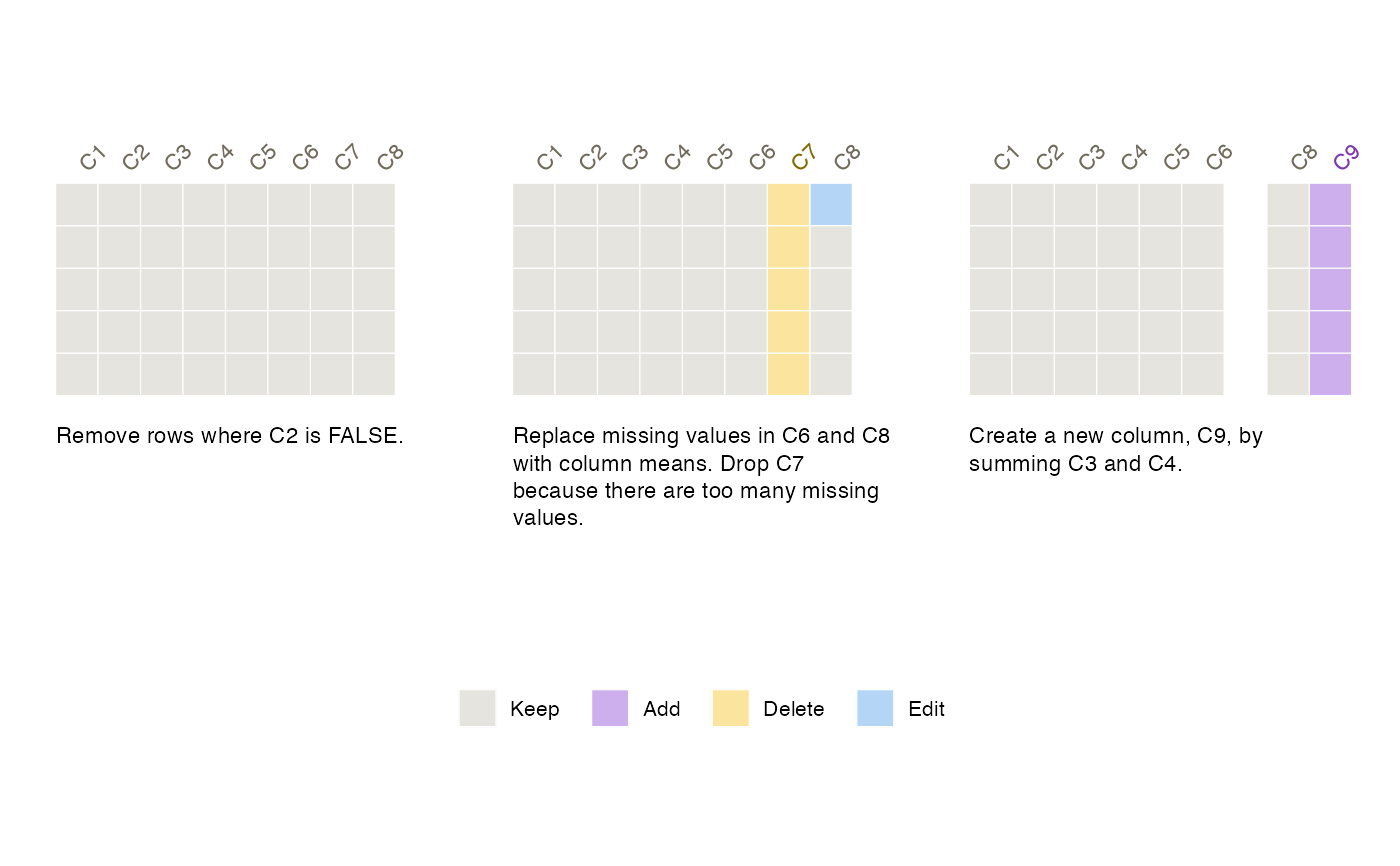 C1 C2 C3 C4 C5 C6 C7 C8
C1 C2 C3 C4 C5 C6 C7 C8
C1 C2 C3 C4 C5 C6 C8 C9
Remove rows where C2 is FALSE.
Replace missing values in C6 and C8
with column means. Drop C7
because there are too many missing
values.
Create a new column, C9, by
summing C3 and C4.
Keep Add Delete Edit